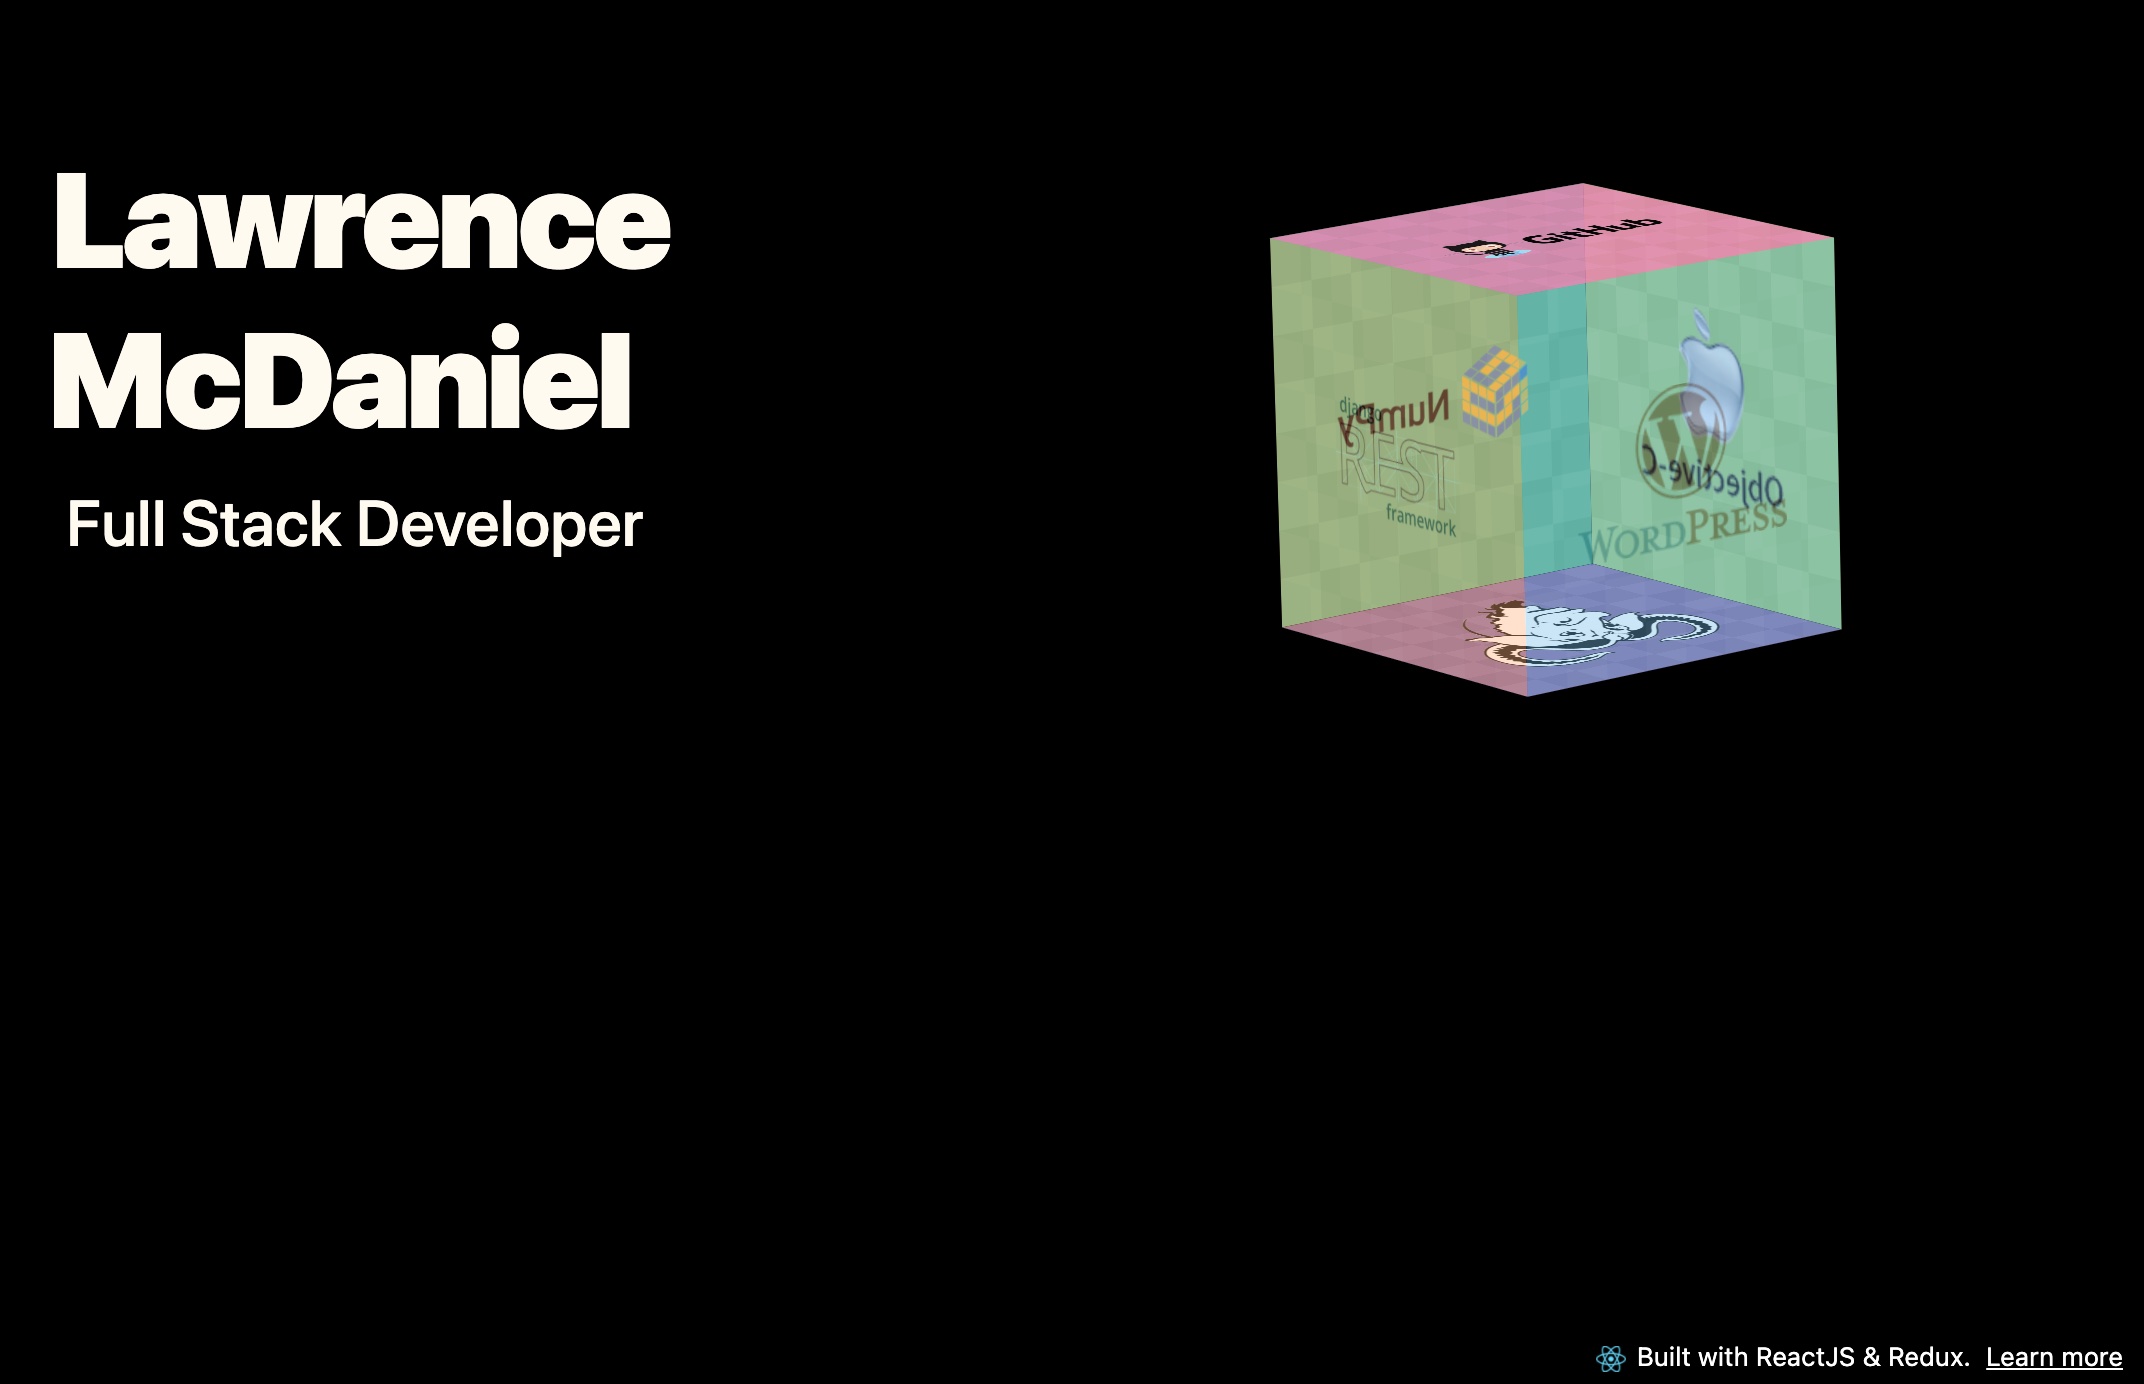 Lawrence
McDaniel
Full Stack Developer
GitHub
django
NumPy
REST
framework
Objective-C
WORDPRESS
Built with ReactJS & Redux. Learn more